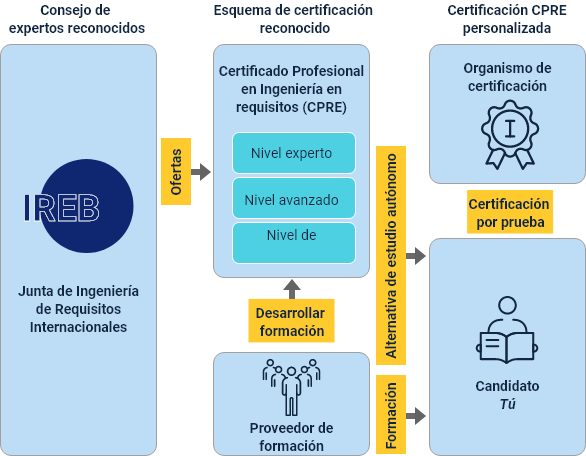 Consejo de
expertos reconocidos
Junta de Ingeniería
de Requisitos
Internacionales
IREB
Ofertas
Esquema de certificación
reconocido
Certificado Profesional
en Ingeniería en
requisitos (CPRE)
Nivel experto
Nivel avanzado
Nivel de
Desarrollar
formación
Proveedor de
formación
Alternativa de estudio autónomo
Formación
Certificación CPRE
personalizada
Organismo de
certificación
I
Certificación
por prueba
Candidato
Tú